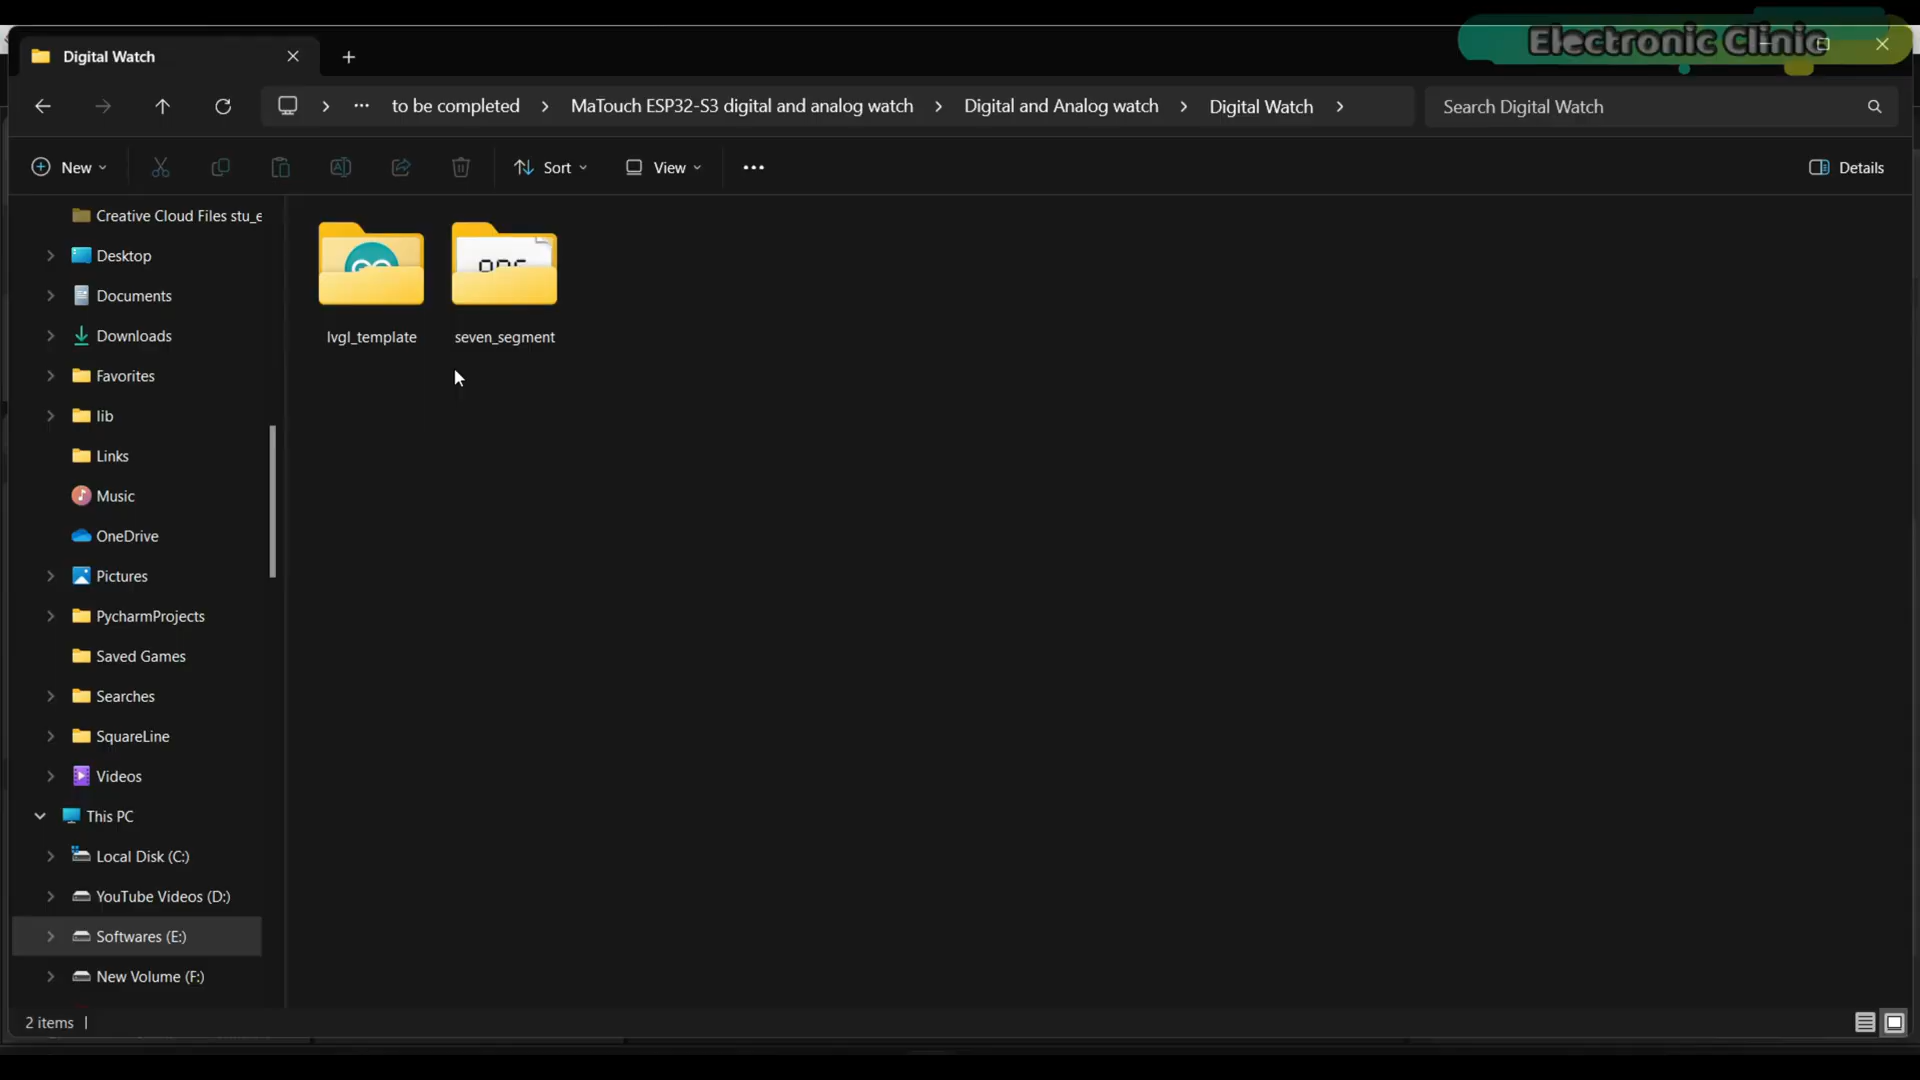 Electronic Clinic
Digital Watch
··· to be completed > MaTouch ESP32-S3 digital and analog watch > Digital and Analog watch > Digital Watch >
Search Digital Watch
New
Sort
View
Details
Creative Cloud Files stu_e
Desktop
Documents
Downloads
Favorites
lib
Links
Music
OneDrive
Pictures
PycharmProjects
Saved Games
Searches
SquareLine
Videos
This PC
Local Disk (C:)
YouTube Videos (D:)
Softwares (E:)
New Volume (F:)
lvgl_template
seven_segment
2 items